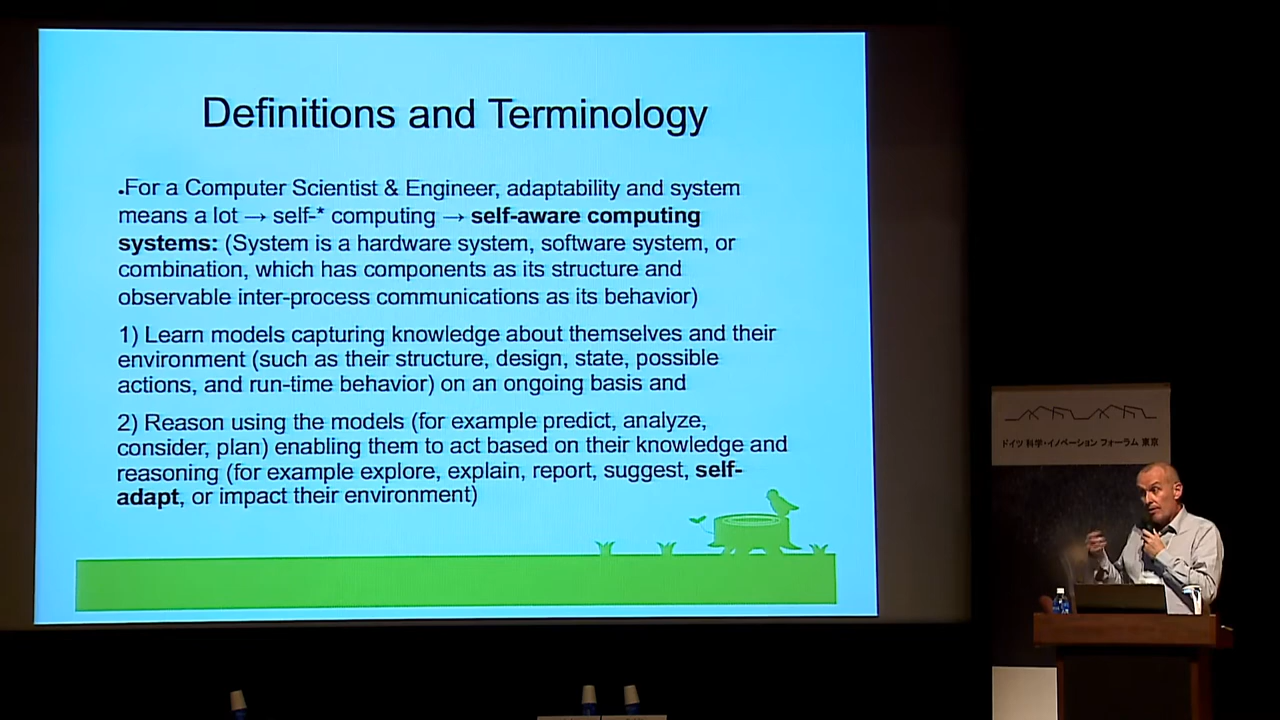 Definitions and Terminology
.For a Computer Scientist & Engineer, adaptability and system
means a lot → self-* computing → self-aware computing
systems: (System is a hardware system, software system, or
combination, which has components as its structure and
observable inter-process communications as its behavior)
1) Learn models capturing knowledge about themselves and their
environment (such as their structure, design, state, possible
actions, and run-time behavior) on an ongoing basis and
2) Reason using the models (for example predict, analyze,
consider, plan) enabling them to act based on their knowledge and
reasoning (for example explore, explain, report, suggest, self-
adapt, or impact their environment)
ドイツ 科学・イノベーション フォーラム 東京